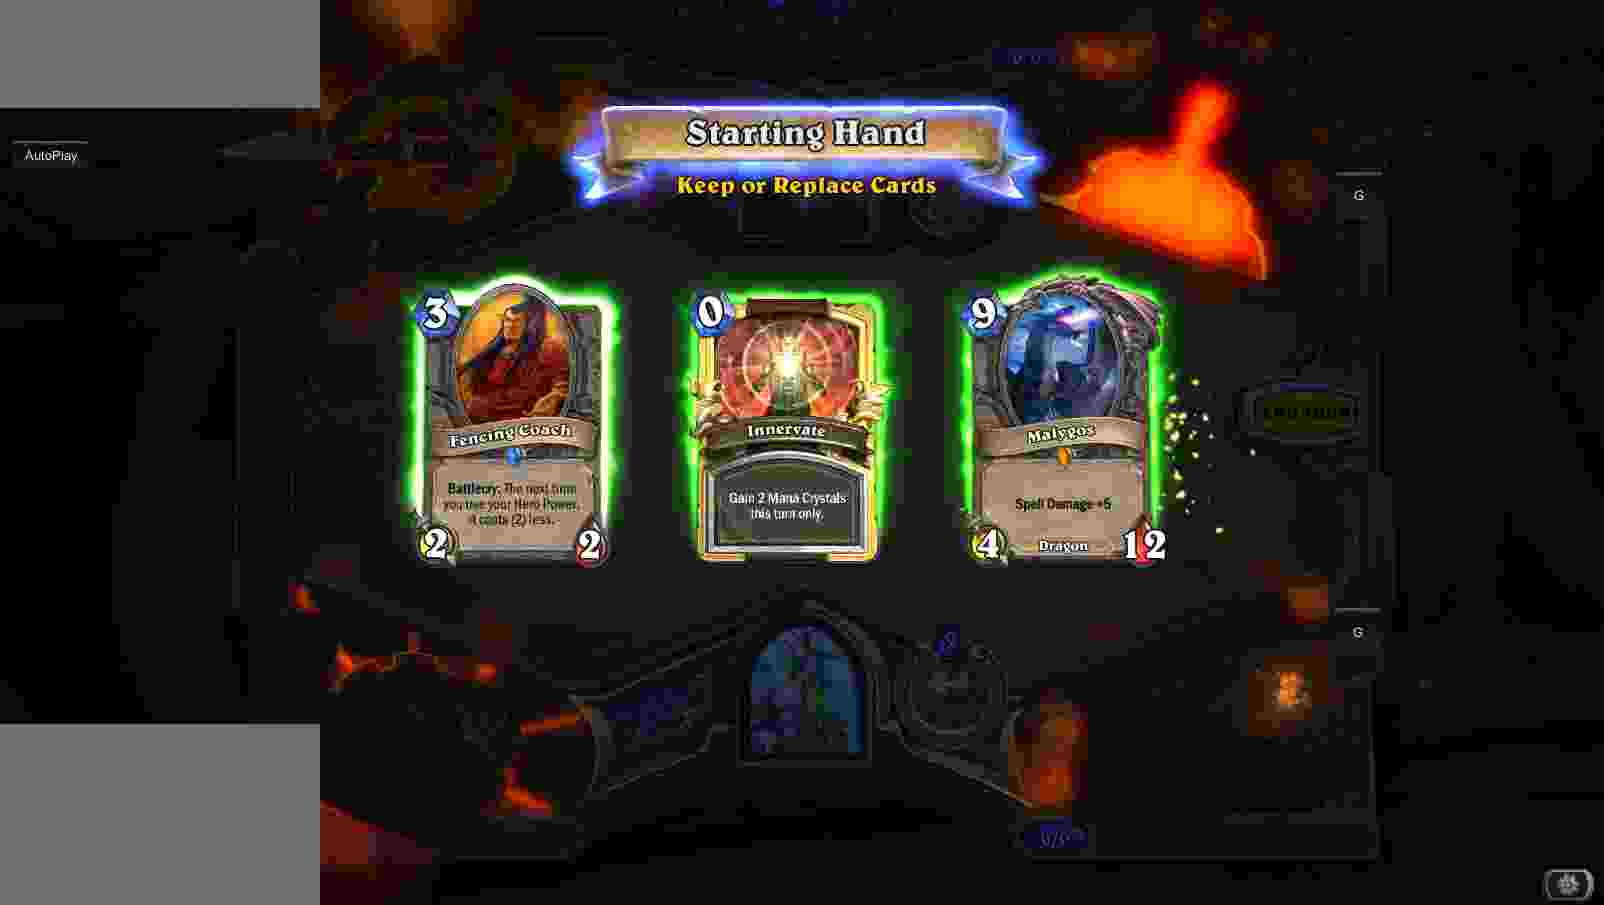 Starting Hand
Keep or Replace Cards
AutoPlay
G
3
Fencing Coach
Battlecry: The next time
you use your Hero Power,
it costs (2) less.
2
2
0
Innervate
Gain 2 Mana Crystals
this turn only.
9
Malygos
Spell Damage +5
4
Dragon
12
END TURN
G